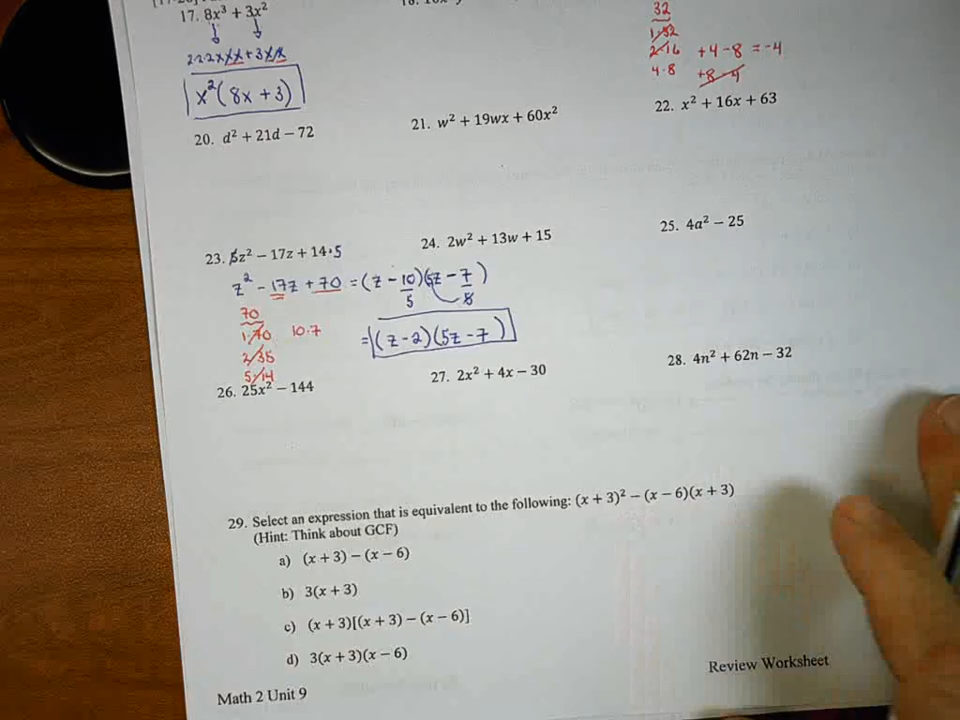 17. 8x³ + 3x²
2·2·2·x·x·x + 3·x·x
x²(8x + 3)
32
1·32
2·16 +4 − 8 = −4
4·8 +8 − 4
20. d² + 21d − 72
21. w² + 19wx + 60x²
22. x² + 16x + 63
23. 5z² − 17z + 14·5
z² − 17z + 70 = (z − 10/5)(5z − 7/5)
70
1·70 10·7
2·35
5·14
= (z − 2)(5z − 7)
24. 2w² + 13w + 15
25. 4a² − 25
26. 25x² − 144
27. 2x² + 4x − 30
28. 4n² + 62n − 32
29. Select an expression that is equivalent to the following: (x + 3)² − (x − 6)(x + 3)
(Hint: Think about GCF)
a) (x + 3) − (x − 6)
b) 3(x + 3)
c) (x + 3)[(x + 3) − (x − 6)]
d) 3(x + 3)(x − 6)
Math 2 Unit 9
Review Worksheet